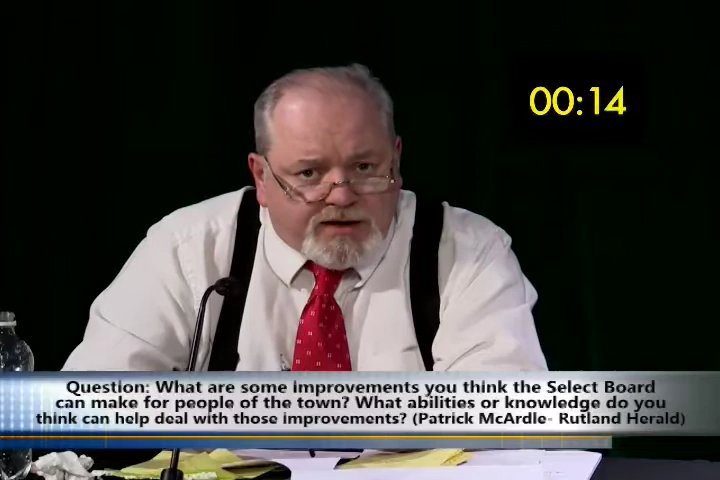 00:14
Question: What are some improvements you think the Select Board
can make for people of the town? What abilities or knowledge do you
think can help deal with those improvements? (Patrick McArdle- Rutland Herald)